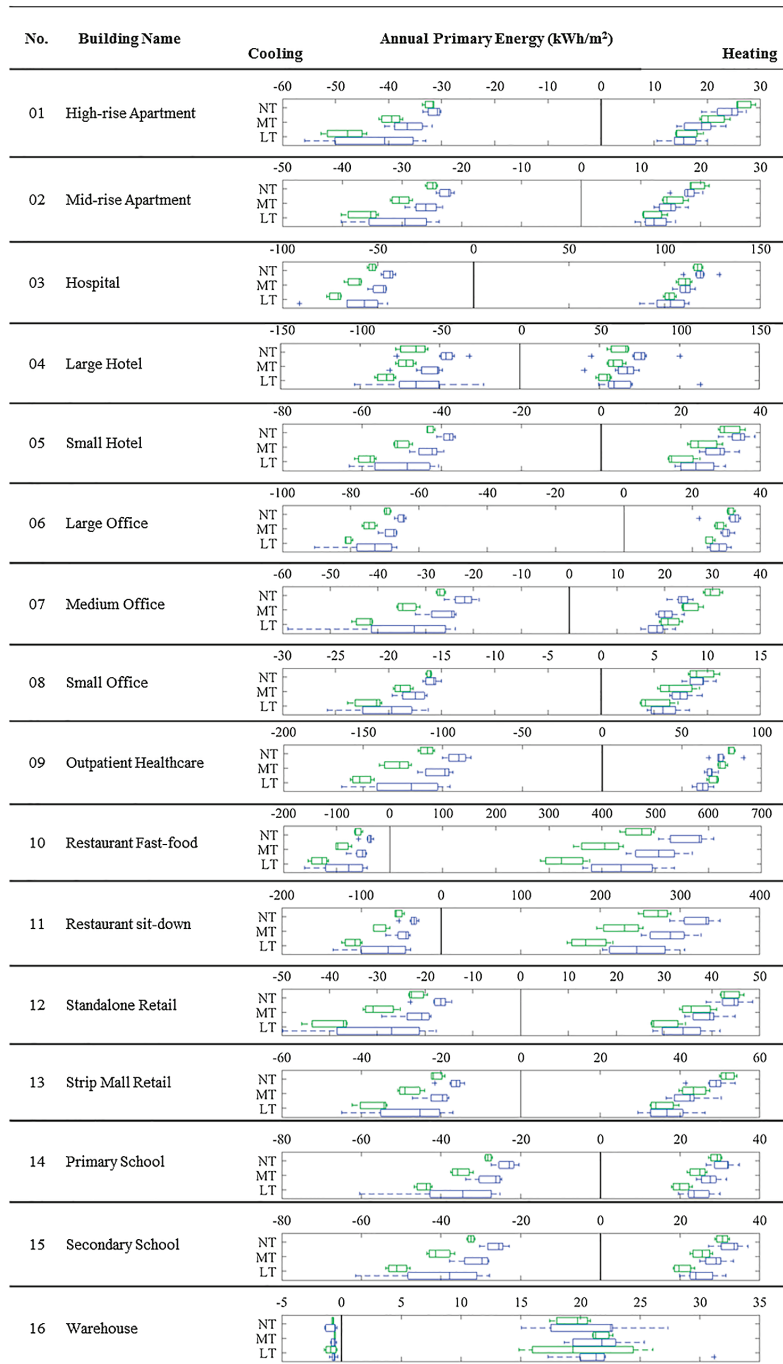 No. Building Name Annual Primary Energy (kWh/m²)
Cooling Heating
-60 -50 -40 -30 -20 -10 0 10 20 30
01 High-rise Apartment
NT
MT
LT
-50 -40 -30 -20 -10 0 10 20 30
02 Mid-rise Apartment
NT
MT
LT
-100 -50 0 50 100 150
03 Hospital
NT
MT
LT
-150 -100 -50 0 50 100 150
04 Large Hotel
NT
MT
LT
-80 -60 -40 -20 0 20 40
05 Small Hotel
NT
MT
LT
-100 -80 -60 -40 -20 0 20 40
06 Large Office
NT
MT
LT
-60 -50 -40 -30 -20 -10 0 10 20 30 40
07 Medium Office
NT
MT
LT
-30 -25 -20 -15 -10 -5 0 5 10 15
08 Small Office
NT
MT
LT
-200 -150 -100 -50 0 50 100
09 Outpatient Healthcare
NT
MT
LT
-200 -100 0 100 200 300 400 500 600 700
10 Restaurant Fast-food
NT
MT
LT
-200 -100 0 100 200 300 400
11 Restaurant sit-down
NT
MT
LT
-50 -40 -30 -20 -10 0 10 20 30 40 50
12 Standalone Retail
NT
MT
LT
-60 -40 -20 0 20 40 60
13 Strip Mall Retail
NT
MT
LT
-80 -60 -40 -20 0 20 40
14 Primary School
NT
MT
LT
-80 -60 -40 -20 0 20 40
15 Secondary School
NT
MT
LT
-5 0 5 10 15 20 25 30 35
16 Warehouse
NT
MT
LT